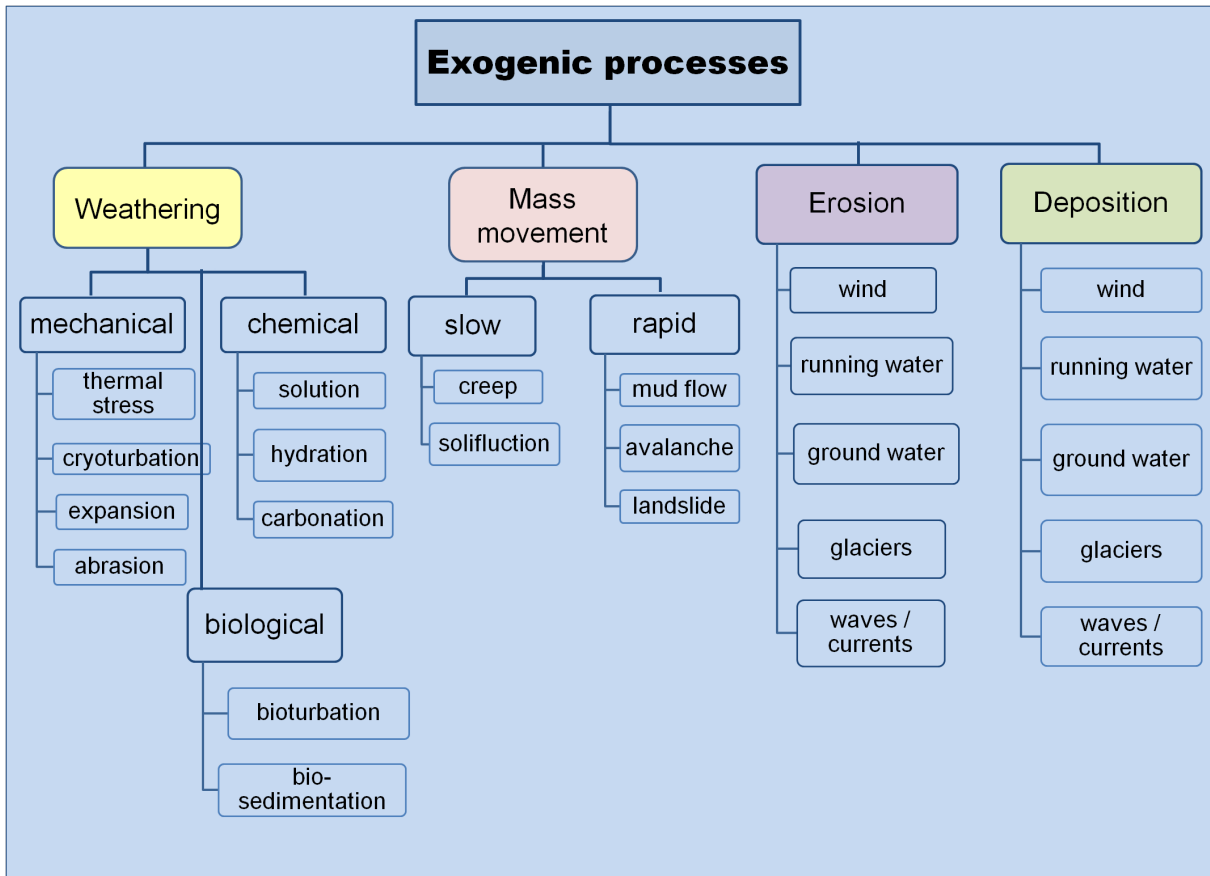 Exogenic processes
Weathering
mechanical
thermal
stress
cryoturbation
expansion
abrasion
chemical
solution
hydration
carbonation
biological
bioturbation
bio-
sedimentation
Mass
movement
slow
creep
solifluction
rapid
mud flow
avalanche
landslide
Erosion
wind
running water
ground water
glaciers
waves /
currents
Deposition
wind
running water
ground water
glaciers
waves /
currents